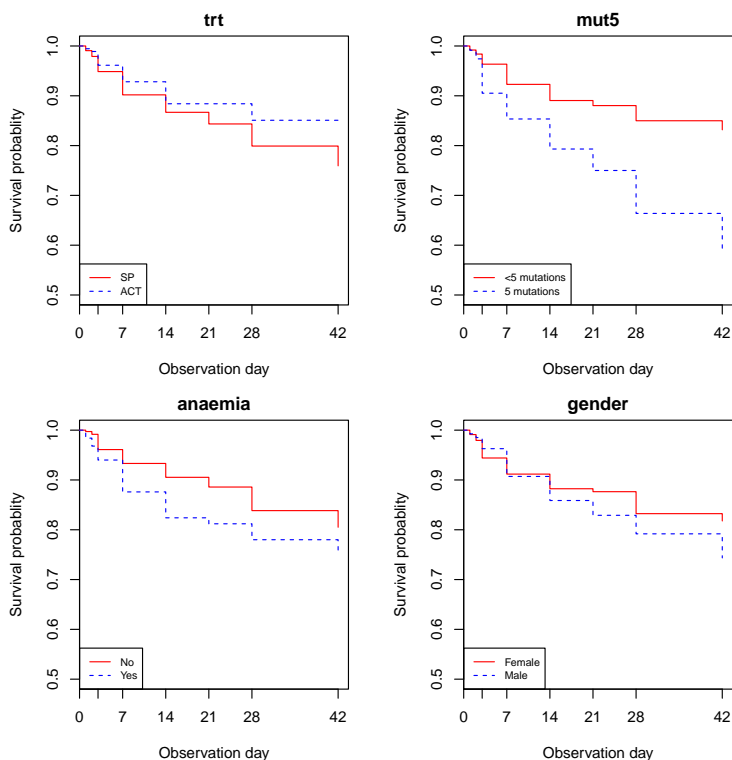 trt
1.0
0.9
0.8
0.7
0.6
0.5
Survival probablity
SP
ACT
0 7 14 21 28 42
Observation day
mut5
1.0
0.9
0.8
0.7
0.6
0.5
Survival probablity
<5 mutations
5 mutations
0 7 14 21 28 42
Observation day
anaemia
1.0
0.9
0.8
0.7
0.6
0.5
Survival probablity
No
Yes
0 7 14 21 28 42
Observation day
gender
1.0
0.9
0.8
0.7
0.6
0.5
Survival probablity
Female
Male
0 7 14 21 28 42
Observation day